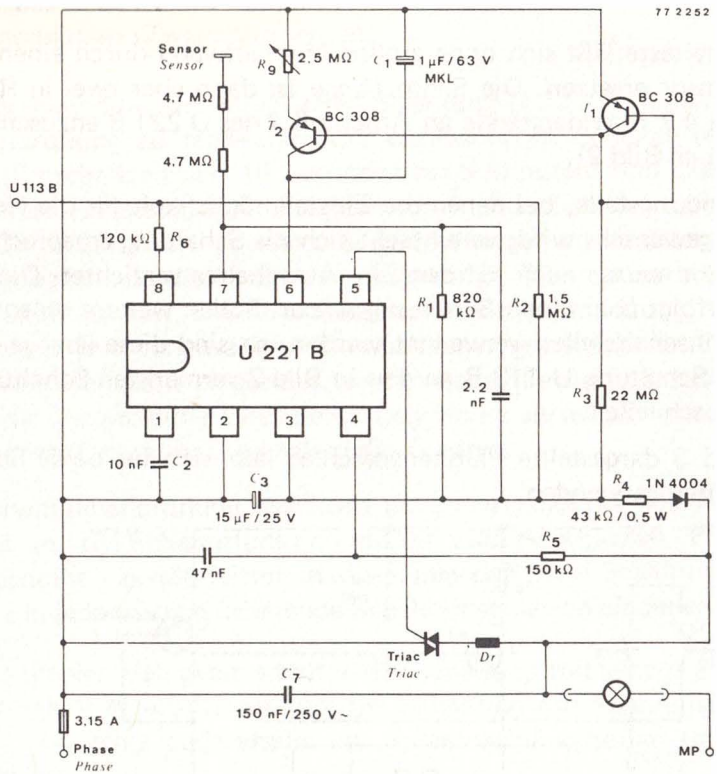 77 2252
Sensor
Sensor
R9
2.5 MΩ
C1
1 µF / 63 V
MKL
T1
4.7 MΩ
T2
BC 308
4.7 MΩ
U 113 B
120 kΩ
R6
8
7
6
5
R1
820
kΩ
R2
1,5
MΩ
U 221 B
2.2
nF
R3
22 MΩ
1
2
3
4
10 nF
C2
C3
15 µF / 25 V
R4
1N 4004
43 kΩ / 0,5 W
R5
150 kΩ
47 nF
Triac
Triac
Dr
C7
150 nF / 250 V~
3.15 A
Phase
Phase
MP